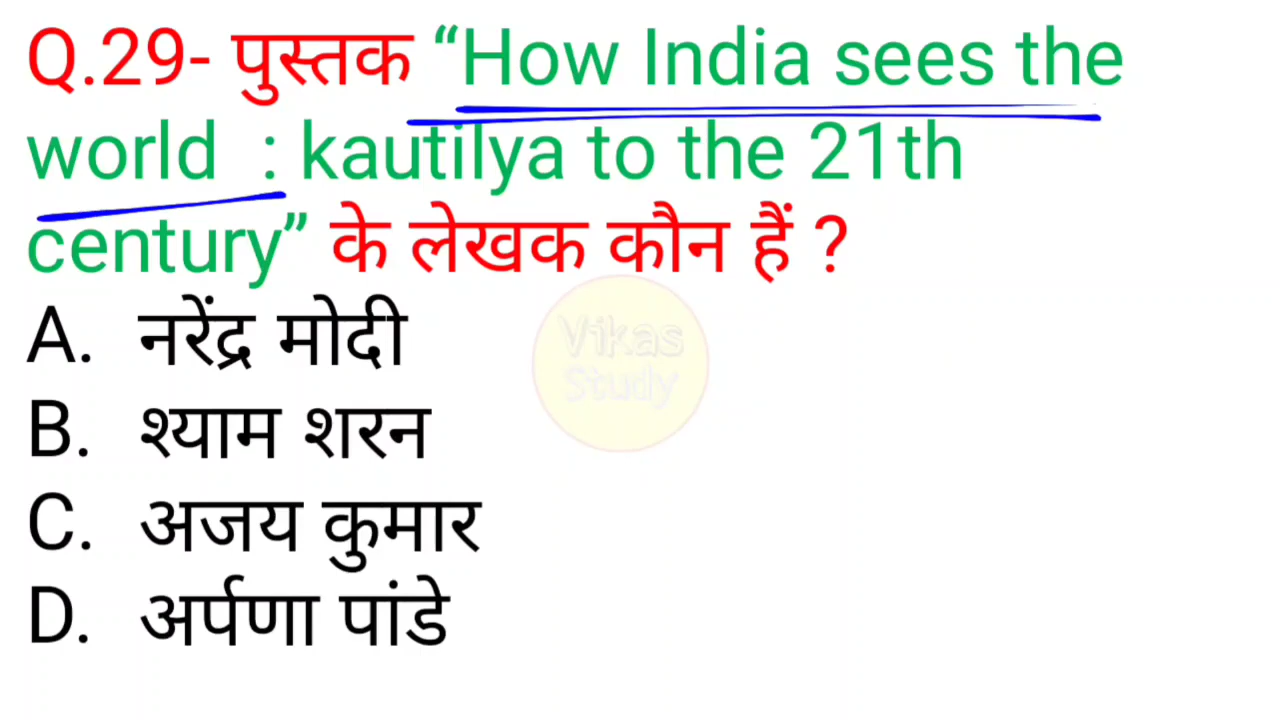 Q.29- पुस्तक “How India sees the
world : kautilya to the 21th
century” के लेखक कौन हैं ?
A. नरेंद्र मोदी
B. श्याम शरन
C. अजय कुमार
D. अर्पणा पांडे
Vikas
Study